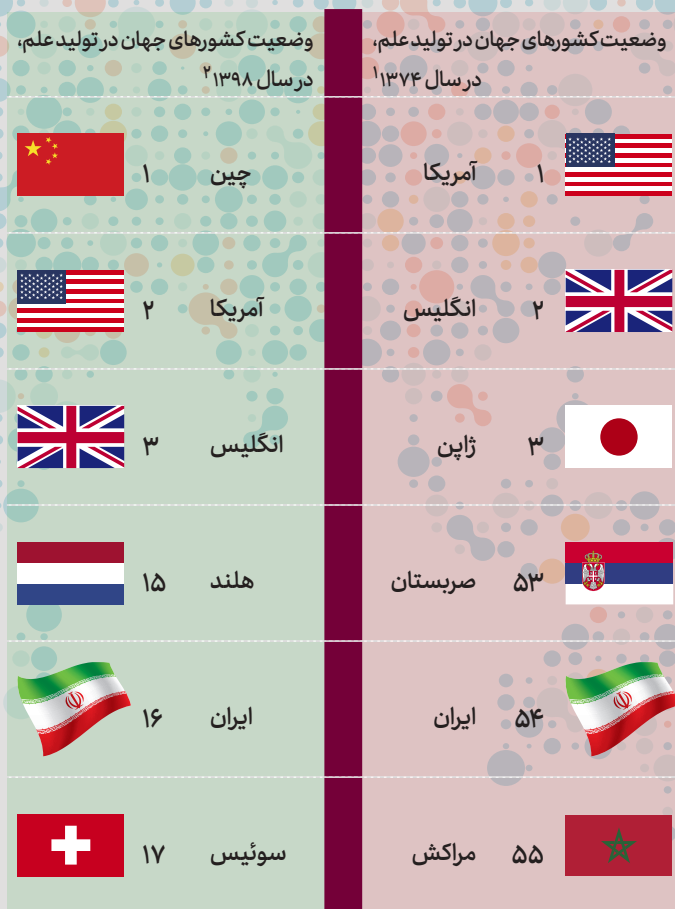 وضعیت کشورهای جهان در تولید علم،
در سال ۱۳۷۴¹
۱ آمریکا
۲ انگلیس
۳ ژاپن
۵۳ صربستان
۵۴ ایران
۵۵ مراکش
وضعیت کشورهای جهان در تولید علم،
در سال ۱۳۹۸²
چین ۱
آمریکا ۲
انگلیس ۳
هلند ۱۵
ایران ۱۶
سوئیس ۱۷